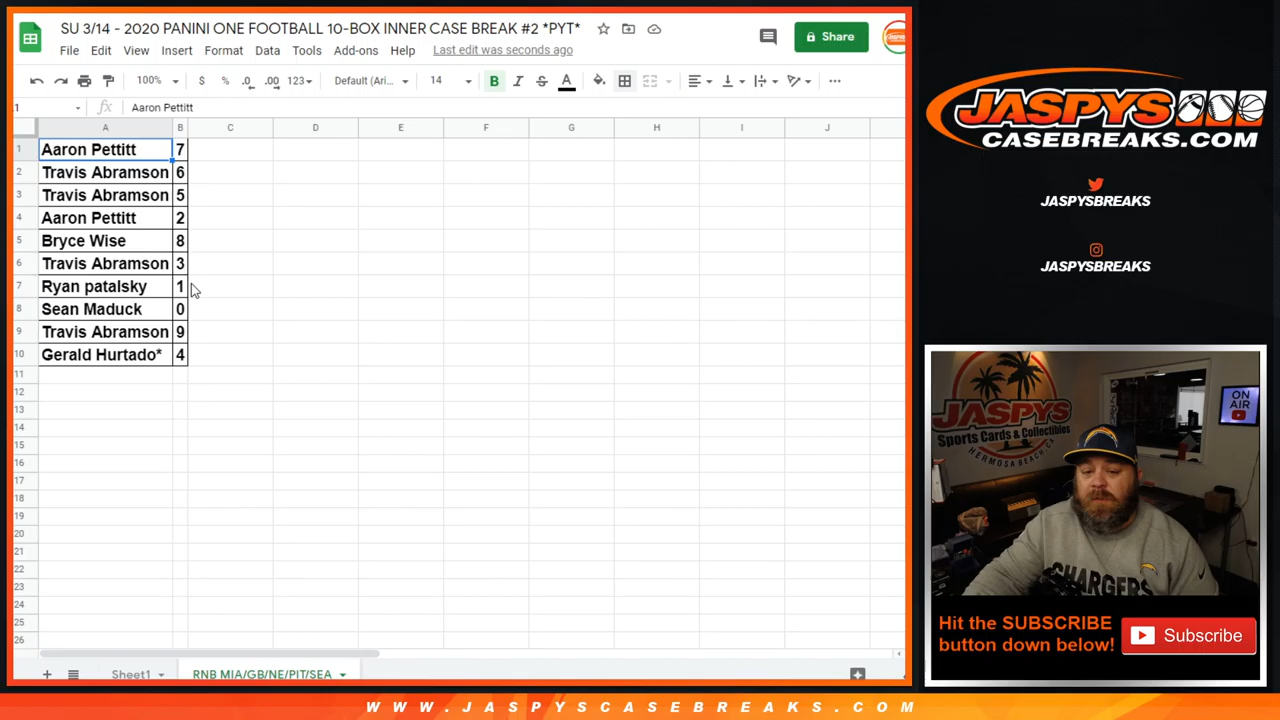 SU 3/14 - 2020 PANINI ONE FOOTBALL 10-BOX INNER CASE BREAK #2 *PYT*
Share
File Edit View Insert Format Data Tools Add-ons Help Last edit was seconds ago
100% $ % .0 .00 123 Default (Ari... 14 B I S A
1 fx Aaron Pettitt
A B C D E F G H I J
1 Aaron Pettitt 7
2 Travis Abramson 6
3 Travis Abramson 5
4 Aaron Pettitt 2
5 Bryce Wise 8
6 Travis Abramson 3
7 Ryan patalsky 1
8 Sean Maduck 0
9 Travis Abramson 9
10 Gerald Hurtado* 4
11
12
13
14
15
16
17
18
19
20
21
22
23
24
25
26
Sheet1 RNB MIA/GB/NE/PIT/SEA
JASPYS
CASEBREAKS.COM
JASPYSBREAKS
JASPYSBREAKS
JASPYS
Sports Cards & Collectibles
HERMOSA BEACH, CA
ON AIR
CHARGERS
Hit the SUBSCRIBE
button down below!
Subscribe
WWW.JASPYSCASEBREAKS.COM